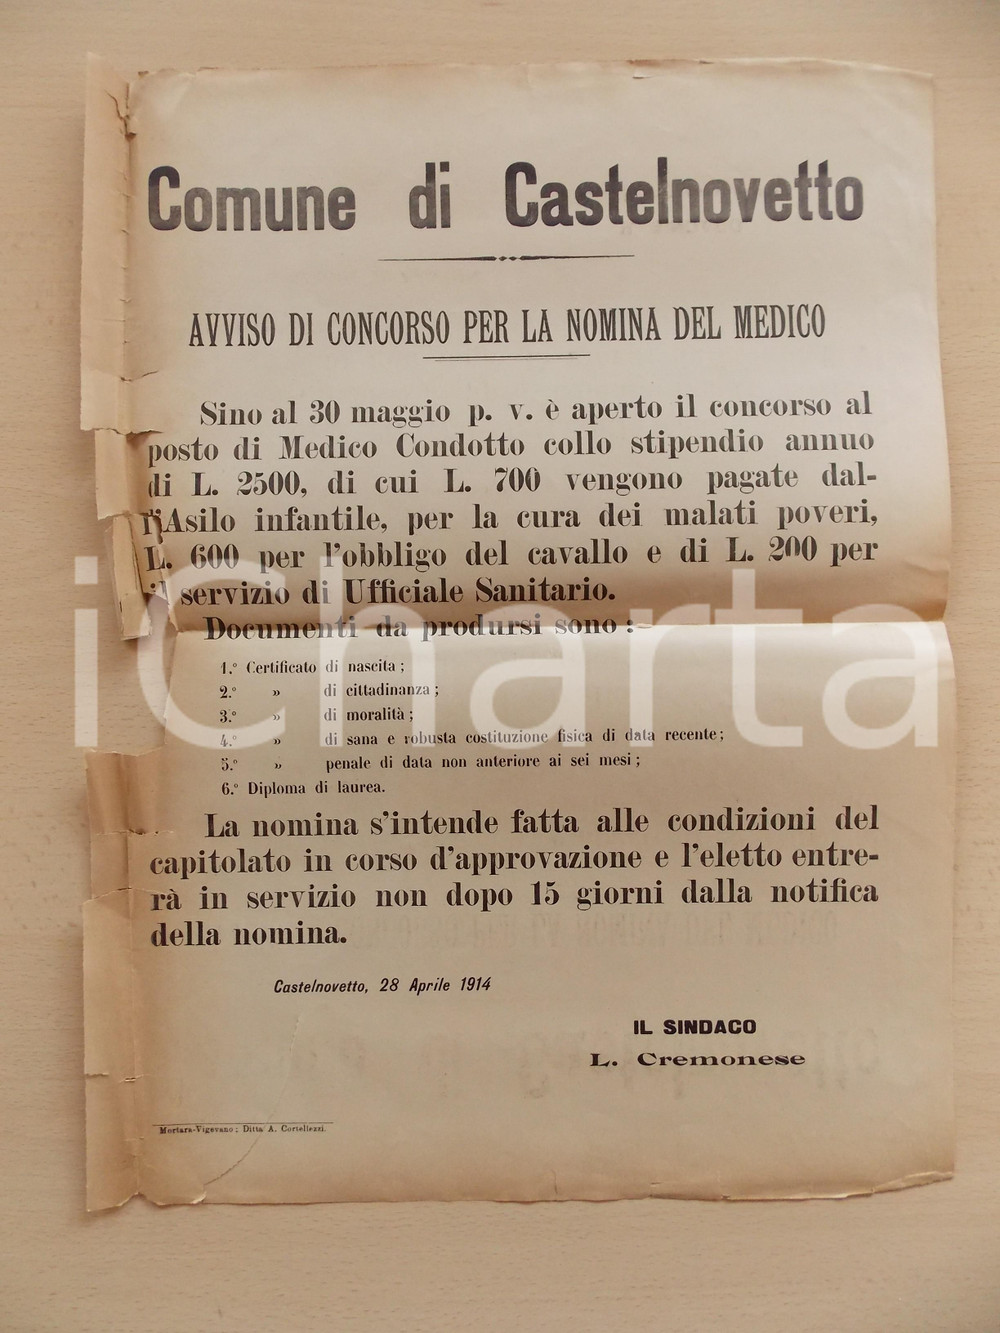 Comune di Castelnovetto
AVVISO DI CONCORSO PER LA NOMINA DEL MEDICO
Sino al 30 maggio p. v. è aperto il concorso al
posto di Medico Condotto collo stipendio annuo
di L. 2500, di cui L. 700 vengono pagate dal-
l'Asilo infantile, per la cura dei malati poveri,
L. 600 per l'obbligo del cavallo e di L. 200 per
il servizio di Ufficiale Sanitario.
Documenti da prodursi sono :-
1.° Certificato di nascita ;
2.° » di cittadinanza ;
3.° » di moralità ;
4.° » di sana e robusta costituzione fisica di data recente ;
5.° » penale di data non anteriore ai sei mesi ;
6.° Diploma di laurea.
La nomina s'intende fatta alle condizioni del
capitolato in corso d'approvazione e l'eletto entre-
rà in servizio non dopo 15 giorni dalla notifica
della nomina.
Castelnovetto, 28 Aprile 1914
IL SINDACO
L. Cremonese
Mortara-Vigevano ; Ditta A. Cortellezzi.
iCharta